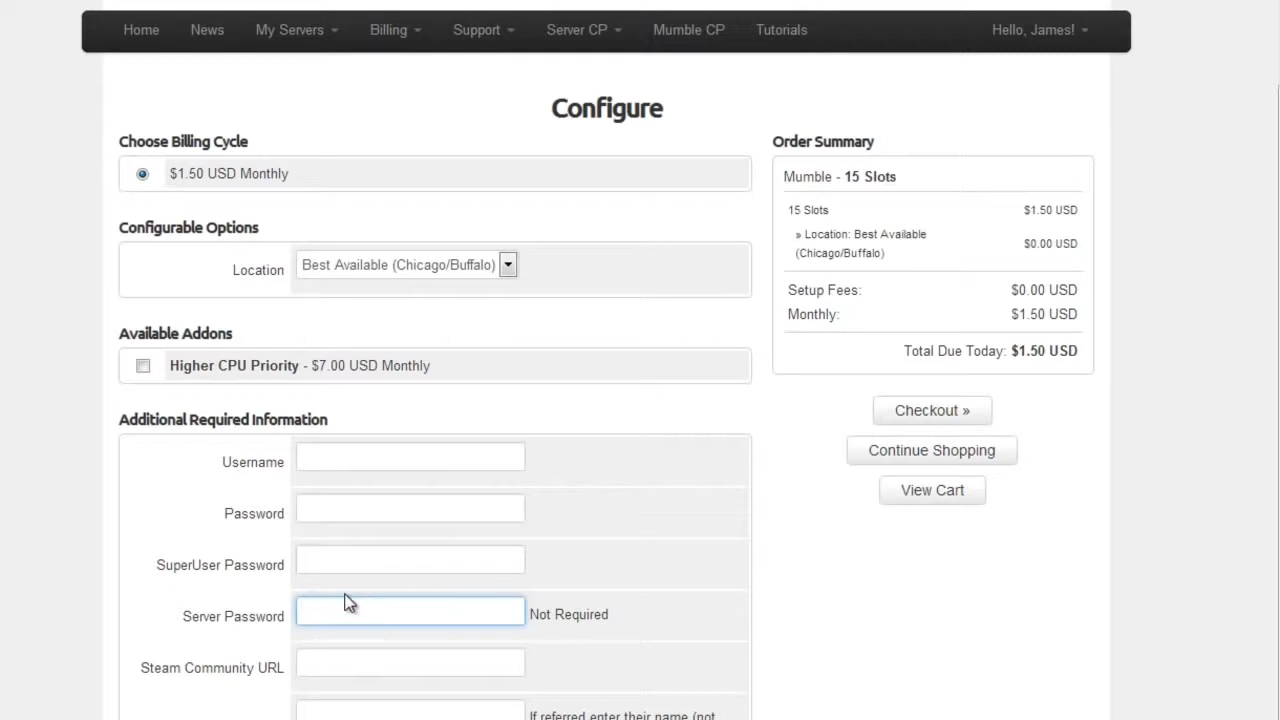 Home News My Servers Billing Support Server CP Mumble CP Tutorials Hello, James!
Configure
Choose Billing Cycle
$1.50 USD Monthly
Configurable Options
Location Best Available (Chicago/Buffalo)
Available Addons
Higher CPU Priority - $7.00 USD Monthly
Additional Required Information
Username
Password
SuperUser Password
Server Password Not Required
Steam Community URL
If referred enter their name (not
Order Summary
Mumble - 15 Slots
15 Slots $1.50 USD
» Location: Best Available
(Chicago/Buffalo) $0.00 USD
Setup Fees: $0.00 USD
Monthly: $1.50 USD
Total Due Today: $1.50 USD
Checkout »
Continue Shopping
View Cart